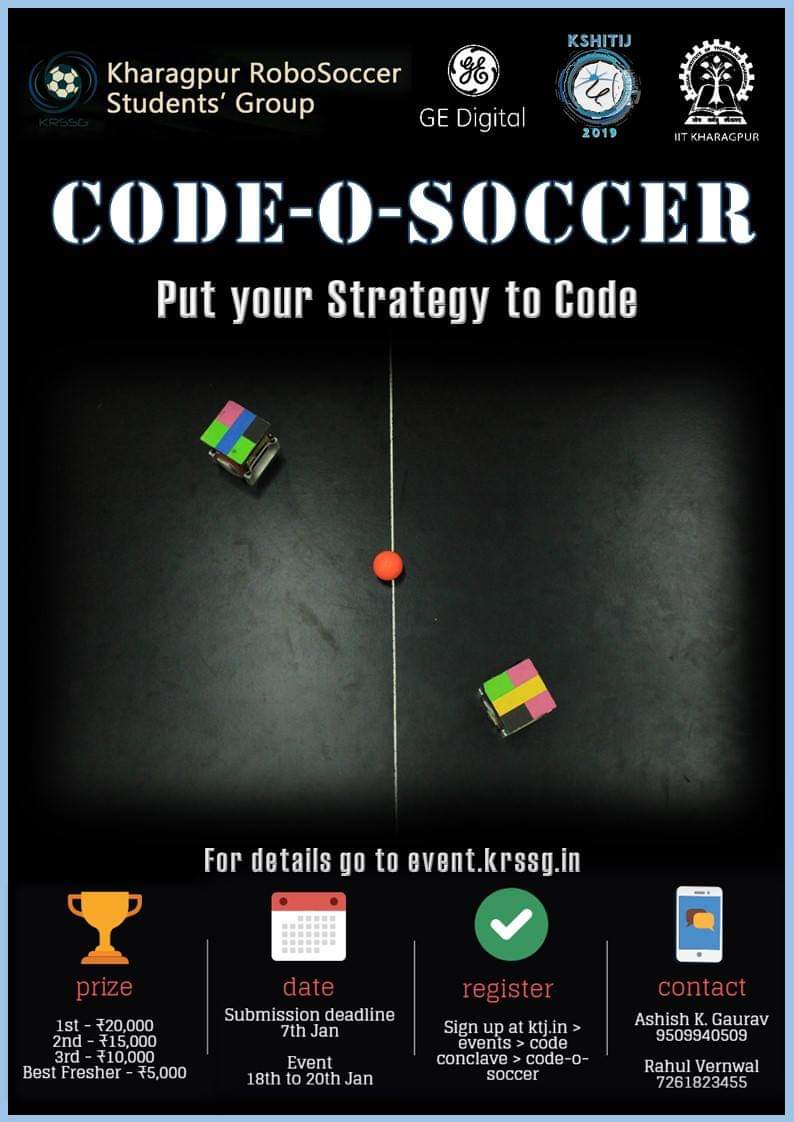 Kharagpur RoboSoccer
Students' Group
KRSSG
GE Digital
KSHITIJ
2019
IIT KHARAGPUR
CODE-O-SOCCER
Put your Strategy to Code
For details go to event.krssg.in
prize
1st - ₹20,000
2nd - ₹15,000
3rd - ₹10,000
Best Fresher - ₹5,000
date
Submission deadline
7th Jan
Event
18th to 20th Jan
register
Sign up at ktj.in >
events > code
conclave > code-o-
soccer
contact
Ashish K. Gaurav
9509940509
Rahul Vernwal
7261823455